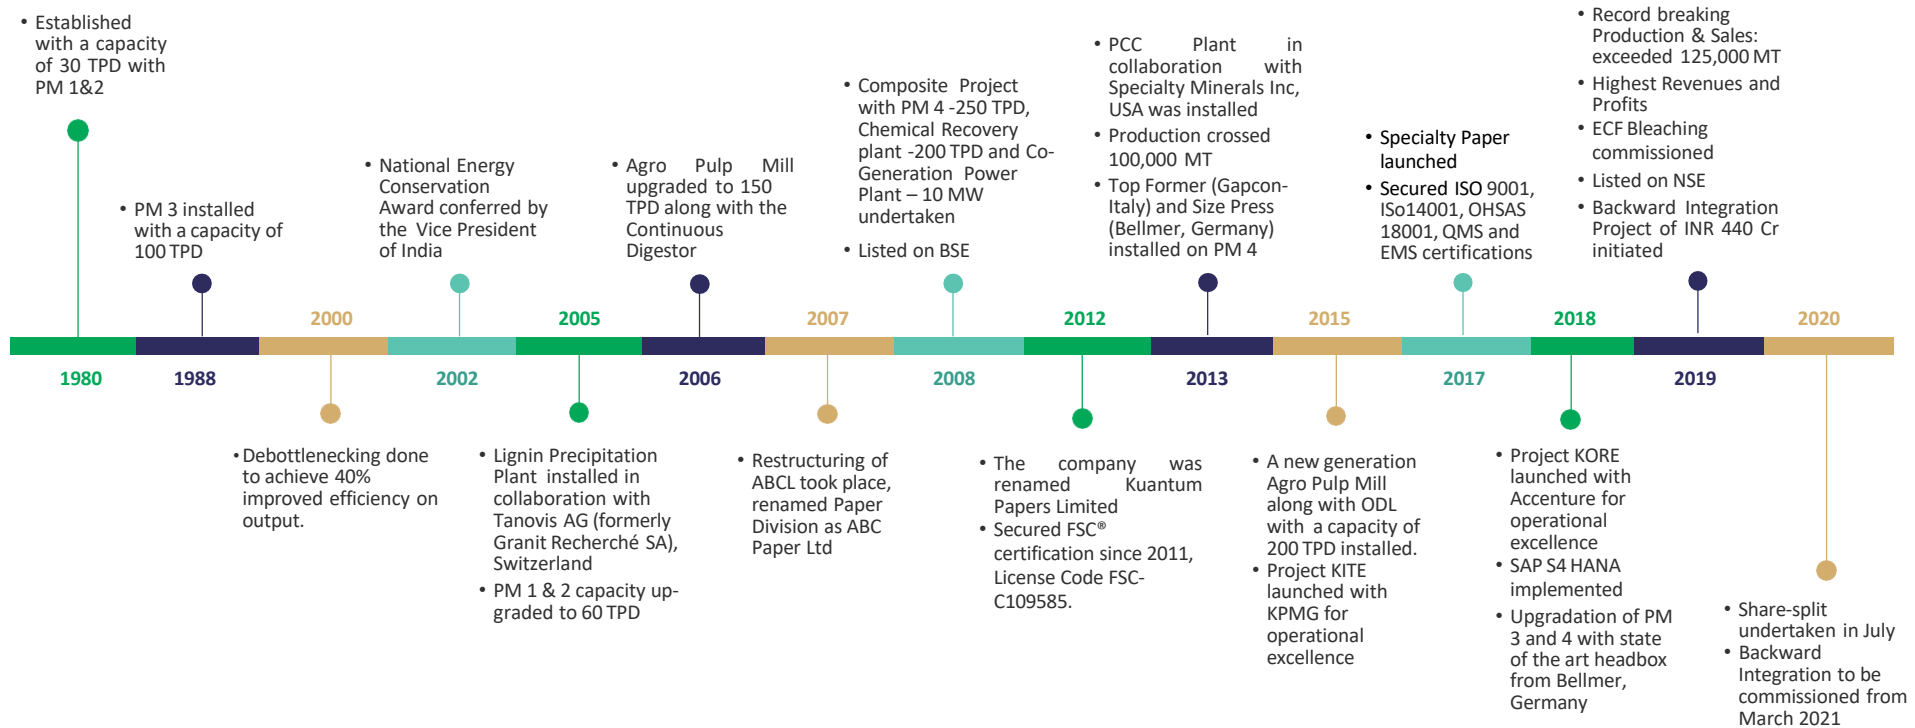 • Established
with a capacity
of 30 TPD with
PM 1&2
1980
• PM 3 installed
with a capacity of
100 TPD
1988
2000
• Debottlenecking done
to achieve 40%
improved efficiency on
output.
• National Energy
Conservation
Award conferred by
the Vice President
of India
2002
2005
• Lignin Precipitation
Plant installed in
collaboration with
Tanovis AG (formerly
Granit Recherché SA),
Switzerland
• PM 1 & 2 capacity up-
graded to 60 TPD
• Agro Pulp Mill
upgraded to 150
TPD along with the
Continuous
Digestor
2006
2007
• Restructuring of
ABCL took place,
renamed Paper
Division as ABC
Paper Ltd
• Composite Project
with PM 4 -250 TPD,
Chemical Recovery
plant -200 TPD and Co-
Generation Power
Plant – 10 MW
undertaken
• Listed on BSE
2008
2012
• The company was
renamed Kuantum
Papers Limited
• Secured FSC®
certification since 2011,
License Code FSC-
C109585.
• PCC Plant in
collaboration with
Specialty Minerals Inc,
USA was installed
• Production crossed
100,000 MT
• Top Former (Gapcon-
Italy) and Size Press
(Bellmer, Germany)
installed on PM 4
2013
2015
• A new generation
Agro Pulp Mill
along with ODL
with a capacity of
200 TPD installed.
• Project KITE
launched with
KPMG for
operational
excellence
• Specialty Paper
launched
• Secured ISO 9001,
ISo14001, OHSAS
18001, QMS and
EMS certifications
2017
2018
• Project KORE
launched with
Accenture for
operational
excellence
• SAP S4 HANA
implemented
• Upgradation of PM
3 and 4 with state
of the art headbox
from Bellmer,
Germany
• Record breaking
Production & Sales:
exceeded 125,000 MT
• Highest Revenues and
Profits
• ECF Bleaching
commissioned
• Listed on NSE
• Backward Integration
Project of INR 440 Cr
initiated
2019
2020
• Share-split
undertaken in July
• Backward
Integration to be
commissioned from
March 2021